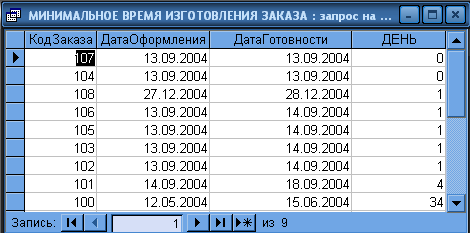 МИНИМАЛЬНОЕ ВРЕМЯ ИЗГОТОВЛЕНИЯ ЗАКАЗА : запрос на ...
КодЗаказа ДатаОформления ДатаГотовности ДЕНЬ
107 13.09.2004 13.09.2004 0
104 13.09.2004 13.09.2004 0
108 27.12.2004 28.12.2004 1
106 13.09.2004 14.09.2004 1
105 13.09.2004 14.09.2004 1
103 13.09.2004 14.09.2004 1
102 13.09.2004 14.09.2004 1
101 14.09.2004 18.09.2004 4
100 12.05.2004 15.06.2004 34
Запись: 1 из 9